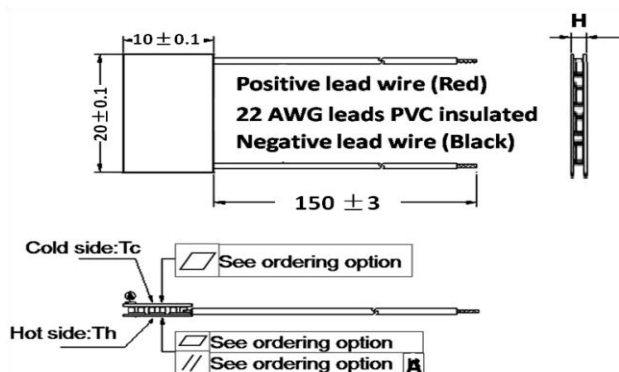 H
10±0.1
20±0.1
Positive lead wire (Red)
22 AWG leads PVC insulated
Negative lead wire (Black)
150 ±3
Cold side:Tc
See ordering option
A
Hot side:Th
See ordering option
// See ordering option